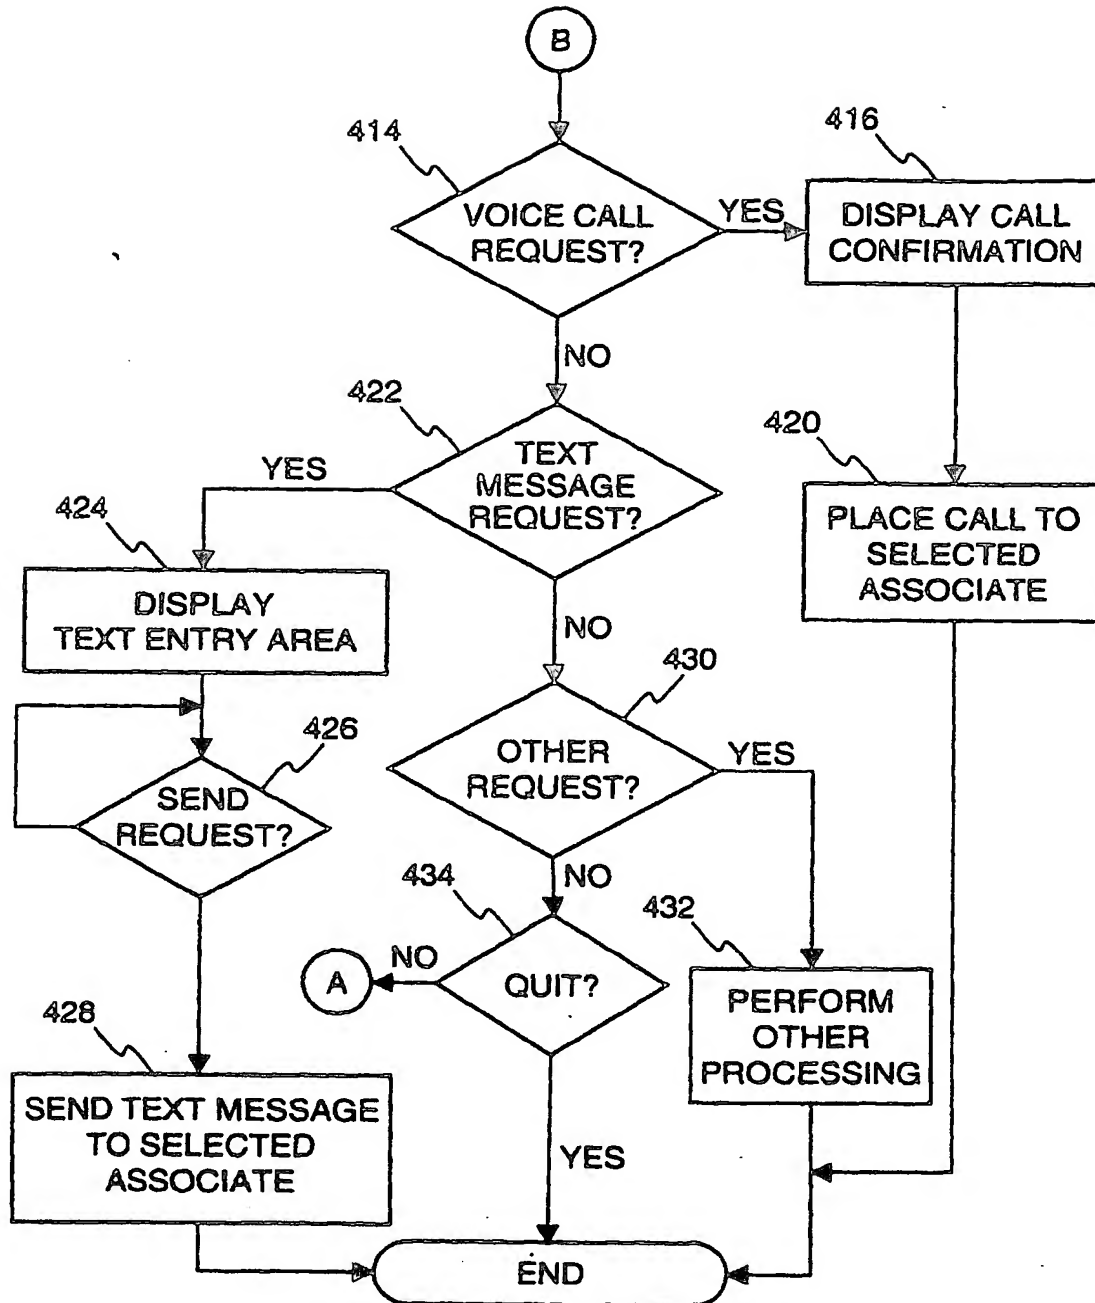 B
414
416
VOICE CALL
REQUEST?
YES
DISPLAY CALL
CONFIRMATION
NO
422
TEXT
MESSAGE
REQUEST?
YES
420
PLACE CALL TO
SELECTED
ASSOCIATE
424
DISPLAY
TEXT ENTRY AREA
NO
430
OTHER
REQUEST?
YES
426
SEND
REQUEST?
NO
434
432
A
NO
QUIT?
PERFORM
OTHER
PROCESSING
428
SEND TEXT MESSAGE
TO SELECTED
ASSOCIATE
YES
END